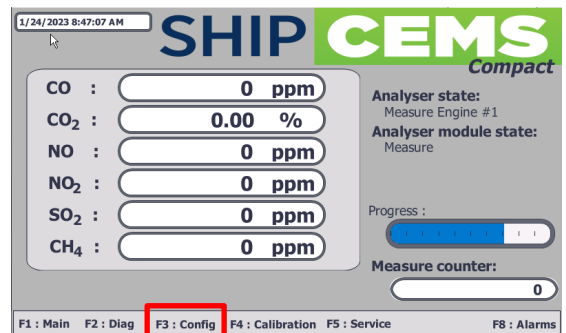 1/24/2023 8:47:07 AM
SHIP CEMS
Compact
CO : 0 ppm
CO₂ : 0.00 %
NO : 0 ppm
NO₂ : 0 ppm
SO₂ : 0 ppm
CH₄ : 0 ppm
Analyser state:
Measure Engine #1
Analyser module state:
Measure
Progress :
Measure counter:
0
F1 : Main F2 : Diag F3 : Config F4 : Calibration F5 : Service F8 : Alarms